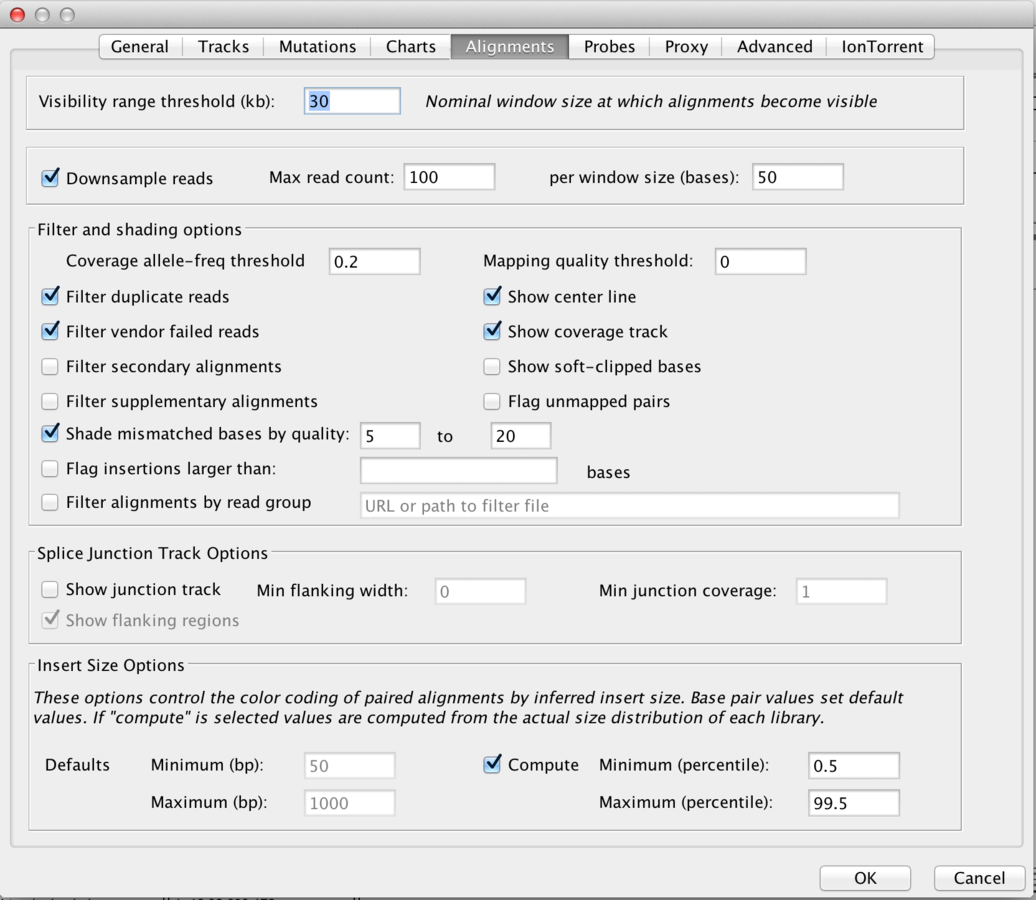 General Tracks Mutations Charts Alignments Probes Proxy Advanced IonTorrent
Visibility range threshold (kb): 30 Nominal window size at which alignments become visible
Downsample reads Max read count: 100 per window size (bases): 50
Filter and shading options
Coverage allele-freq threshold 0.2 Mapping quality threshold: 0
Filter duplicate reads Show center line
Filter vendor failed reads Show coverage track
Filter secondary alignments Show soft-clipped bases
Filter supplementary alignments Flag unmapped pairs
Shade mismatched bases by quality: 5 to 20
Flag insertions larger than: bases
Filter alignments by read group URL or path to filter file
Splice Junction Track Options
Show junction track Min flanking width: 0 Min junction coverage: 1
Show flanking regions
Insert Size Options
These options control the color coding of paired alignments by inferred insert size. Base pair values set default
values. If "compute" is selected values are computed from the actual size distribution of each library.
Defaults Minimum (bp): 50 Compute Minimum (percentile): 0.5
Maximum (bp): 1000 Maximum (percentile): 99.5
OK Cancel